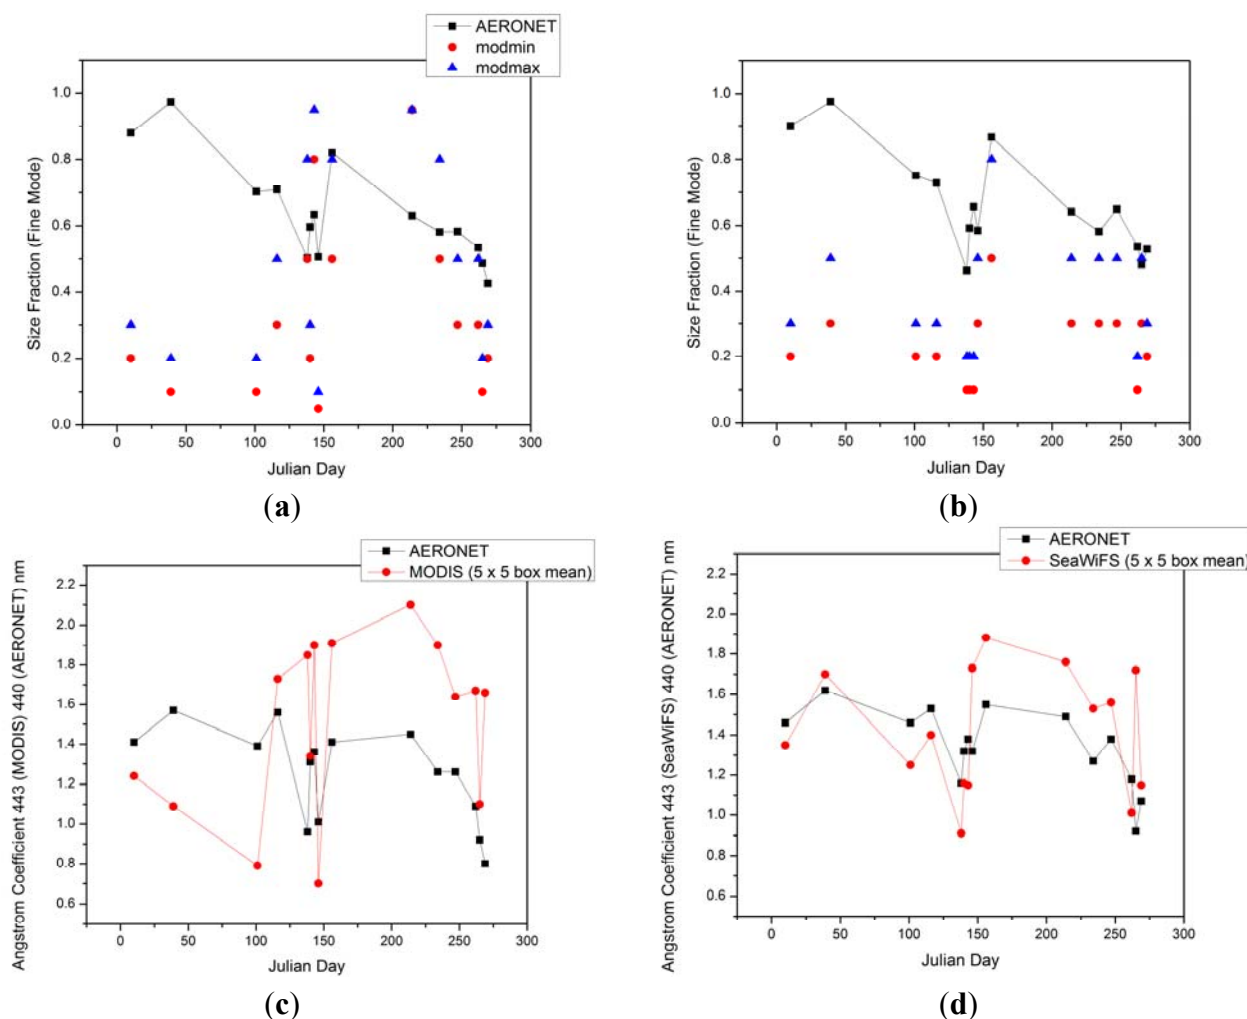 AERONET
modmin
modmax
Size Fraction (Fine Mode)
1.0
0.8
0.6
0.4
0.2
0.0
0 50 100 150 200 250 300
Julian Day
(a)
Size Fraction (Fine Mode)
1.0
0.8
0.6
0.4
0.2
0.0
0 50 100 150 200 250 300
Julian Day
(b)
AERONET
MODIS (5 x 5 box mean)
Angstrom Coefficient 443 (MODIS) 440 (AERONET) nm
2.2
2.0
1.8
1.6
1.4
1.2
1.0
0.8
0.6
0 50 100 150 200 250 300
Julian Day
(c)
AERONET
SeaWiFS (5 x 5 box mean)
Angstrom Coefficient 443 (SeaWiFS) 440 (AERONET) nm
2.2
2.0
1.8
1.6
1.4
1.2
1.0
0.8
0.6
0 50 100 150 200 250 300
Julian Day
(d)